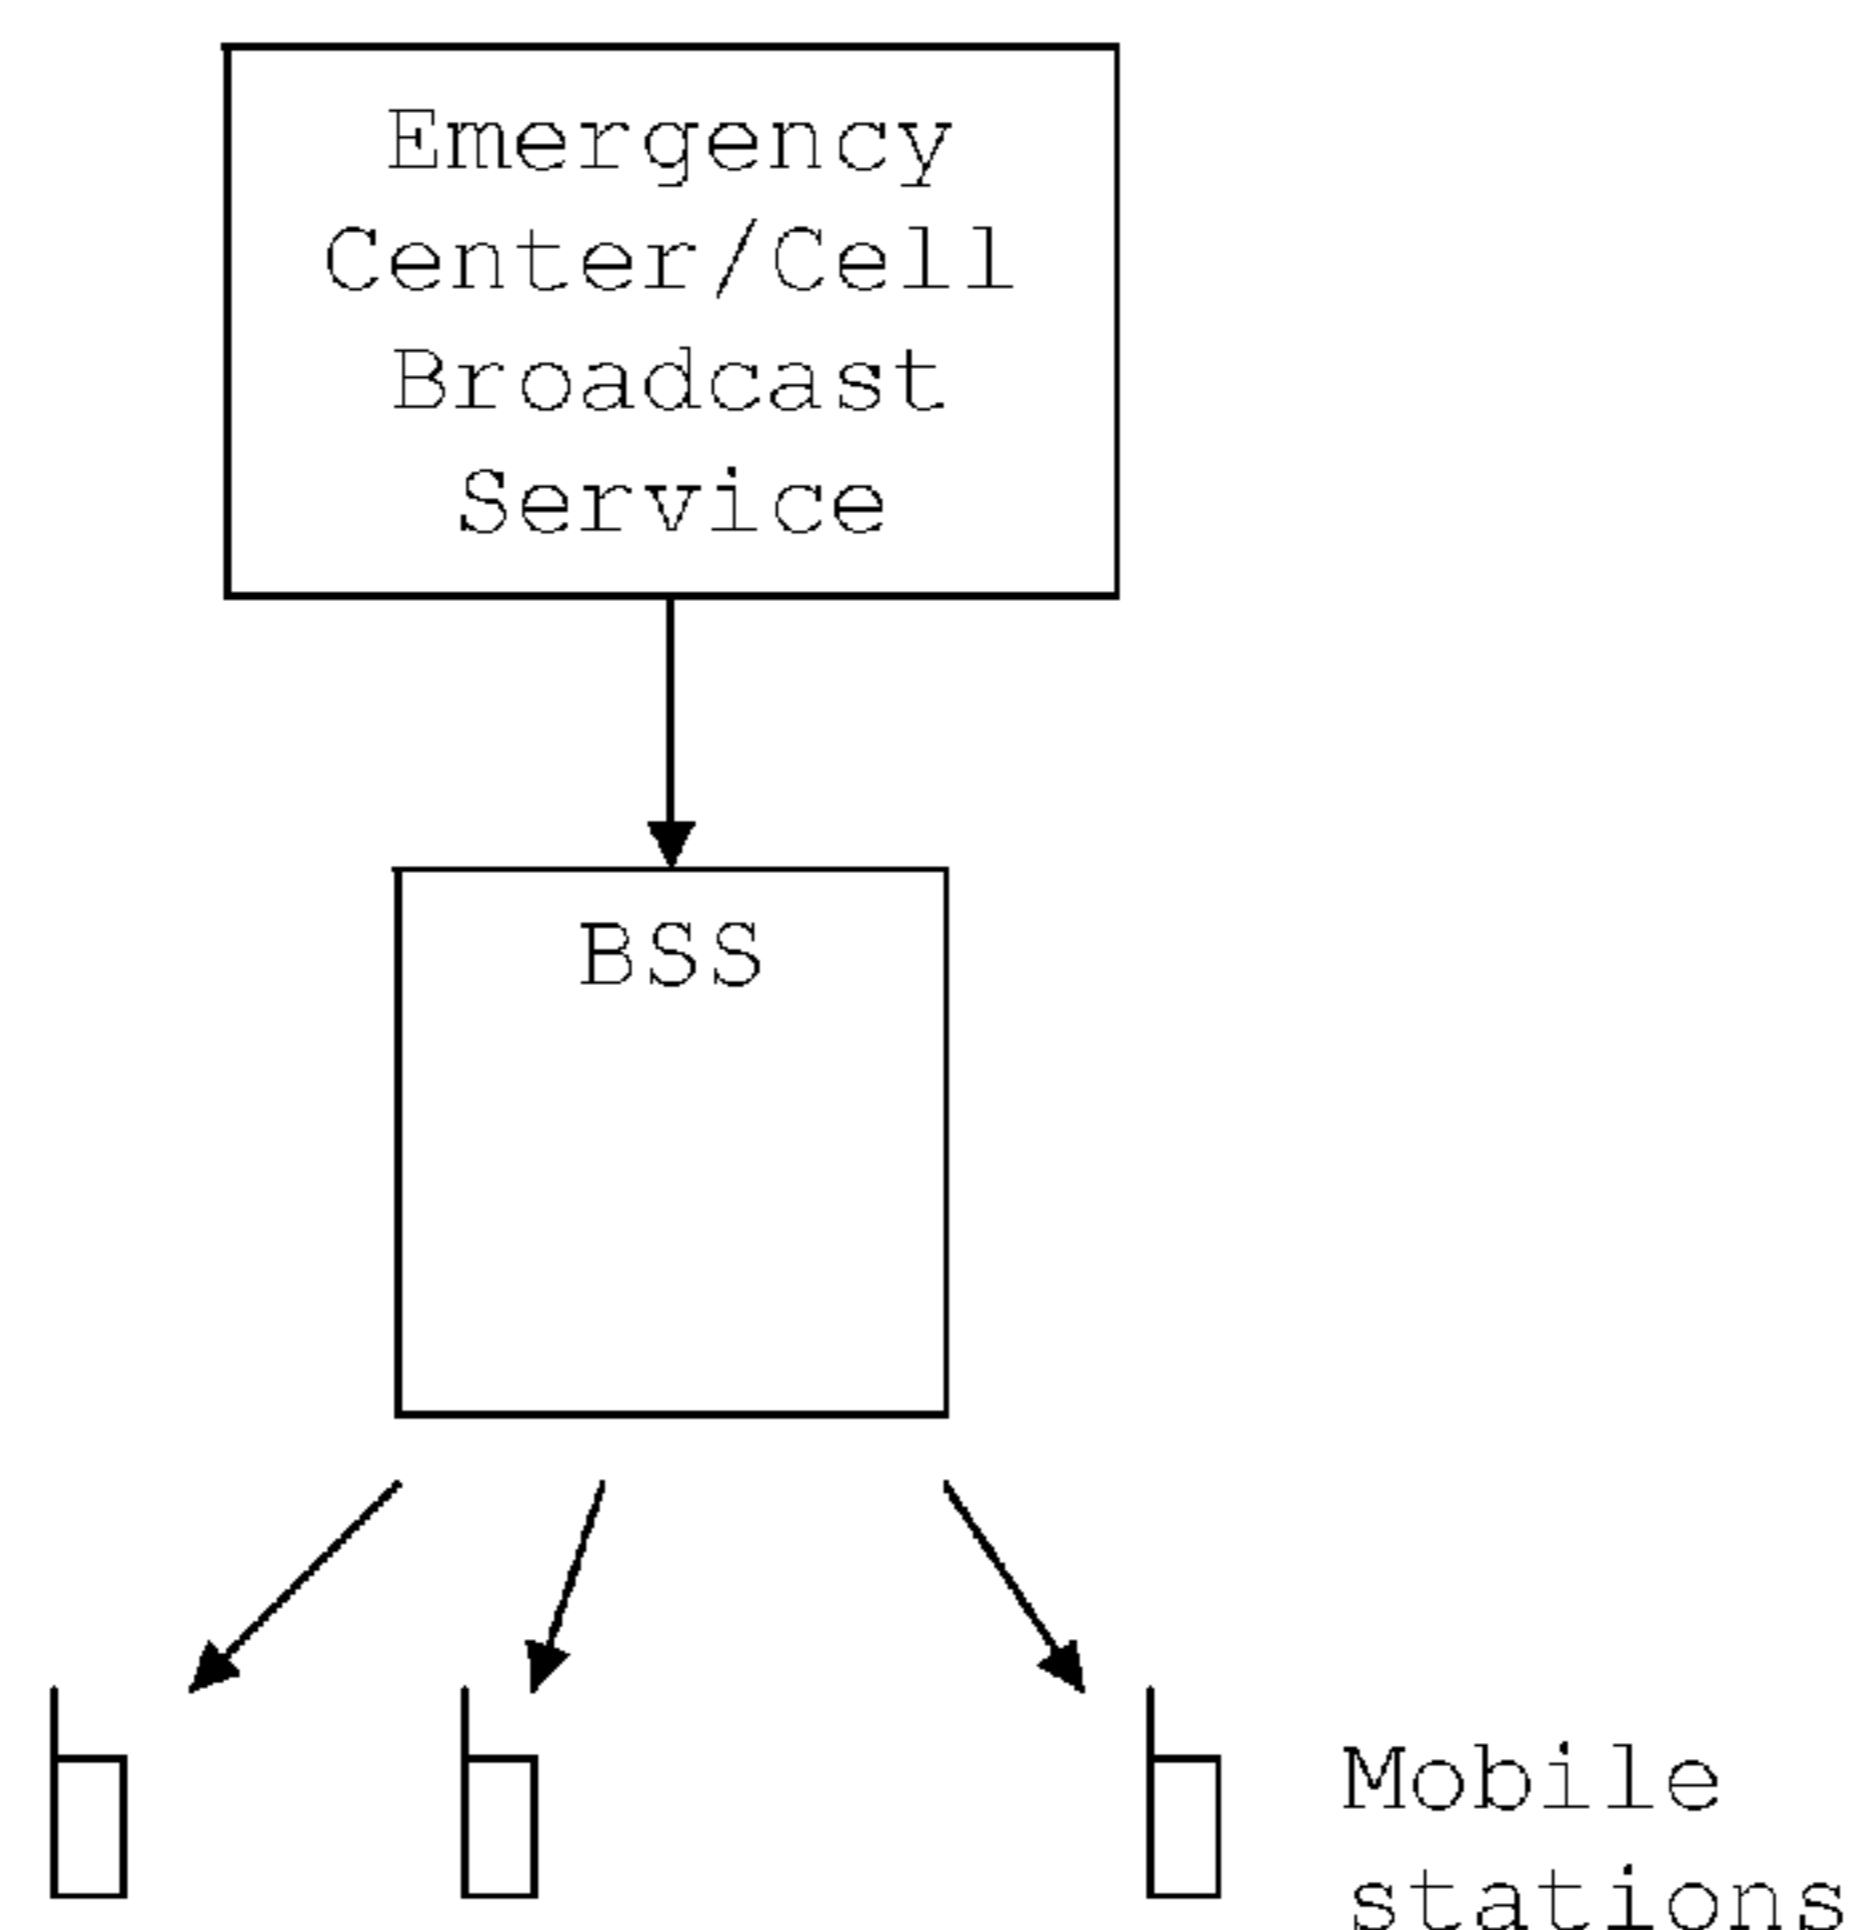 Emergency
Center/Cell
Broadcast
Service
BSS
Mobile
stations